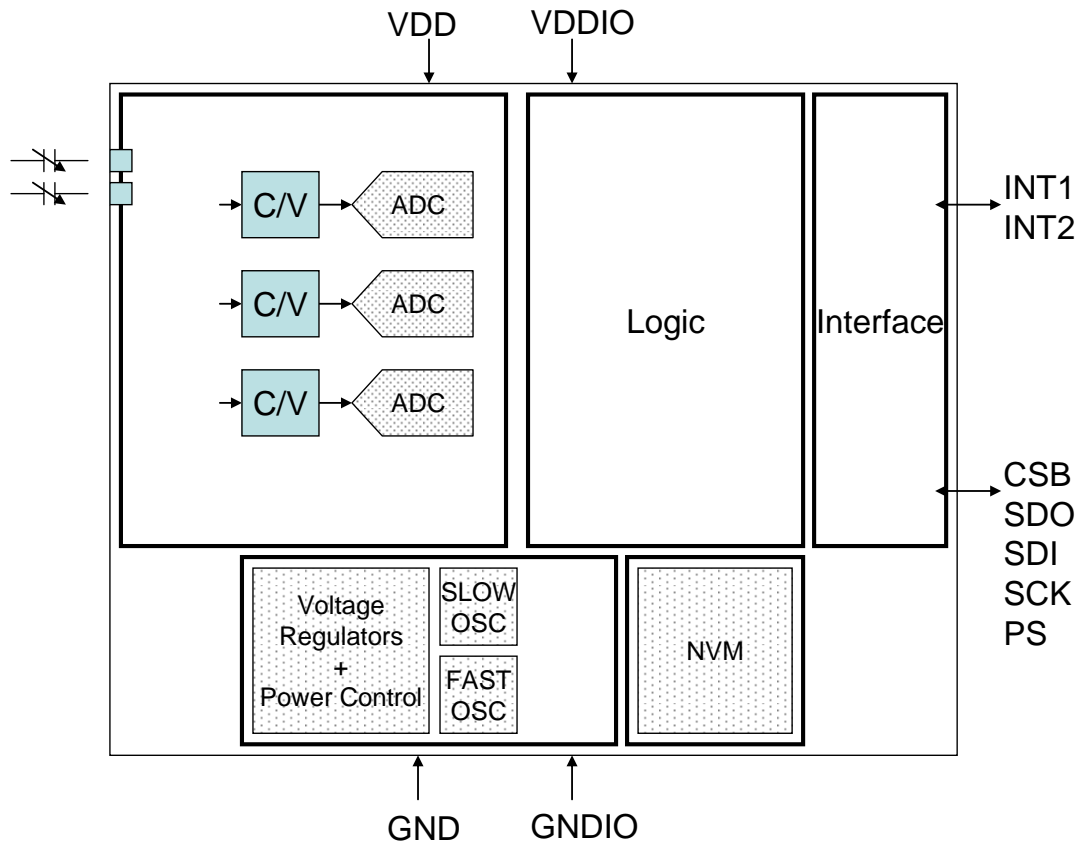 VDD
VDDIO
C/V
ADC
C/V
ADC
C/V
ADC
Logic
Interface
INT1
INT2
CSB
SDO
SDI
SCK
PS
Voltage
Regulators
+
Power Control
SLOW
OSC
FAST
OSC
NVM
GND
GNDIO